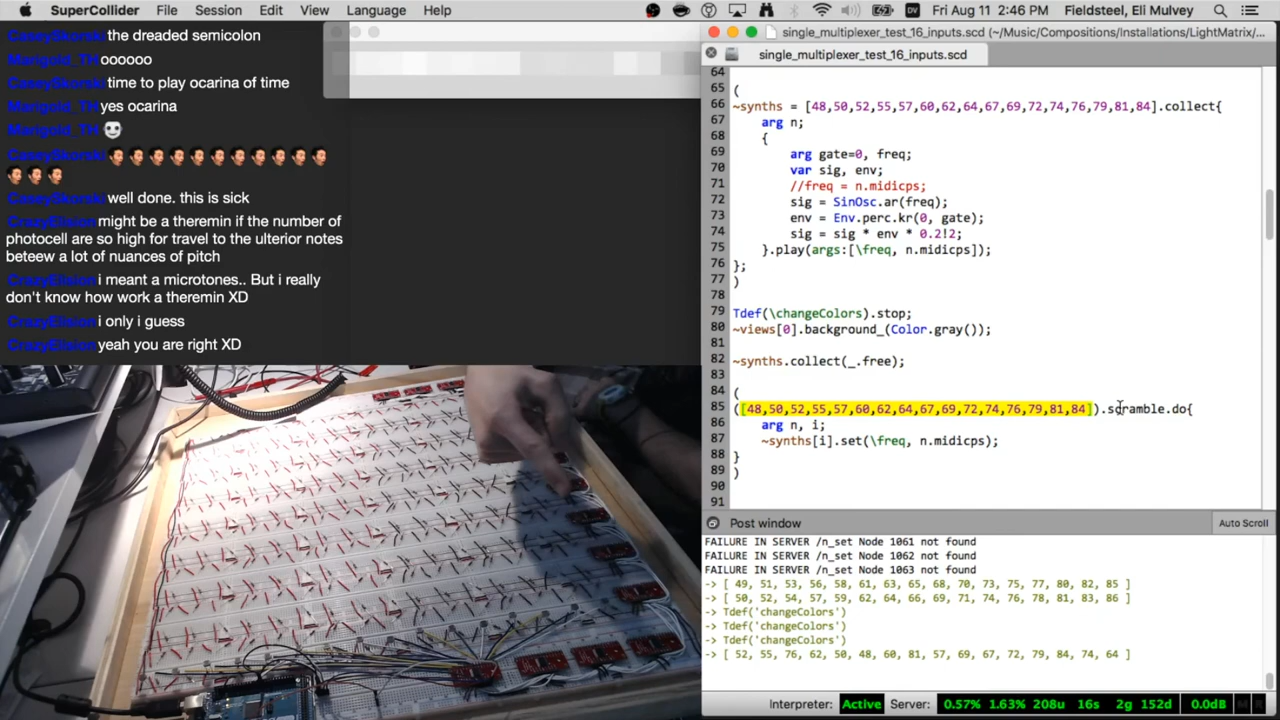 SuperCollider File Session Edit View Language Help
Fri Aug 11 2:46 PM Fieldsteel, Eli Mulvey
CaseySkorski the dreaded semicolon
Marigold_TH oooooo
CaseySkorski time to play ocarina of time
Marigold_TH yes ocarina
Marigold_TH
CaseySkorski
CaseySkorski well done. this is sick
CrazyElision might be a theremin if the number of
photocell are so high for travel to the ulterior notes
beteew a lot of nuances of pitch
CrazyElision i meant a microtones.. But i really
don't know how work a theremin XD
CrazyElision i only i guess
CrazyElision yeah you are right XD
single_multiplexer_test_16_inputs.scd (~/Music/Compositions/Installations/LightMatrix/...
single_multiplexer_test_16_inputs.scd
64
65 (
66 ~synths = [48,50,52,55,57,60,62,64,67,69,72,74,76,79,81,84].collect{
67 arg n;
68 {
69 arg gate=0, freq;
70 var sig, env;
71 //freq = n.midicps;
72 sig = SinOsc.ar(freq);
73 env = Env.perc.kr(0, gate);
74 sig = sig * env * 0.2!2;
75 }.play(args:[\freq, n.midicps]);
76 };
77 )
78
79 Tdef(\changeColors).stop;
80 ~views[0].background_(Color.gray());
81
82 ~synths.collect(_.free);
83
84 (
85 ([48,50,52,55,57,60,62,64,67,69,72,74,76,79,81,84]).scramble.do{
86 arg n, i;
87 ~synths[i].set(\freq, n.midicps);
88 }
89 )
90
91
Post window Auto Scroll
FAILURE IN SERVER /n_set Node 1061 not found
FAILURE IN SERVER /n_set Node 1062 not found
FAILURE IN SERVER /n_set Node 1063 not found
-> [ 49, 51, 53, 56, 58, 61, 63, 65, 68, 70, 73, 75, 77, 80, 82, 85 ]
-> [ 50, 52, 54, 57, 59, 62, 64, 66, 69, 71, 74, 76, 78, 81, 83, 86 ]
-> Tdef('changeColors')
-> Tdef('changeColors')
-> Tdef('changeColors')
-> [ 52, 55, 76, 62, 50, 48, 60, 81, 57, 69, 67, 72, 79, 84, 74, 64 ]
Interpreter: Active Server: 0.57% 1.63% 208u 16s 2g 152d 0.0dB M R